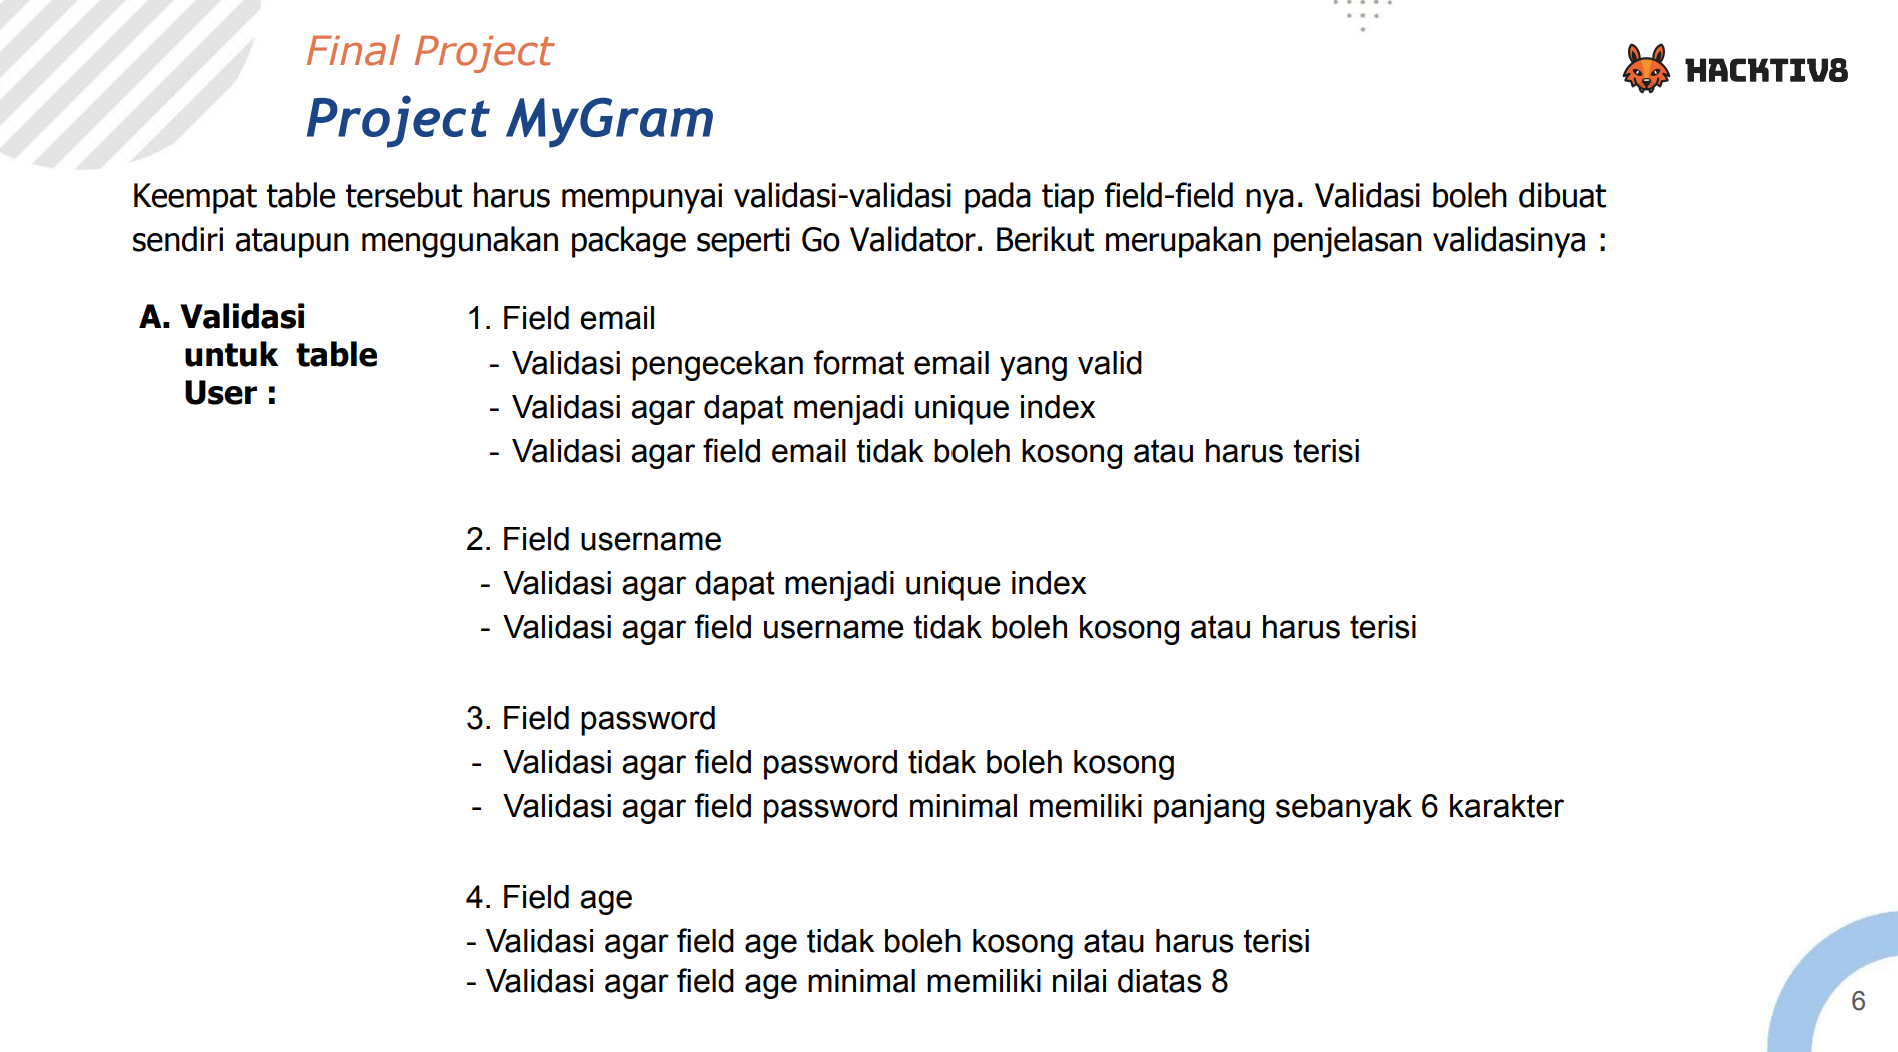 Final Project
HACKTIV8
Project MyGram
Keempat table tersebut harus mempunyai validasi-validasi pada tiap field-field nya. Validasi boleh dibuat
sendiri ataupun menggunakan package seperti Go Validator. Berikut merupakan penjelasan validasinya :
A. Validasi
untuk table
User :
1. Field email
- Validasi pengecekan format email yang valid
- Validasi agar dapat menjadi unique index
- Validasi agar field email tidak boleh kosong atau harus terisi
2. Field username
- Validasi agar dapat menjadi unique index
- Validasi agar field username tidak boleh kosong atau harus terisi
3. Field password
- Validasi agar field password tidak boleh kosong
- Validasi agar field password minimal memiliki panjang sebanyak 6 karakter
4. Field age
- Validasi agar field age tidak boleh kosong atau harus terisi
- Validasi agar field age minimal memiliki nilai diatas 8
6